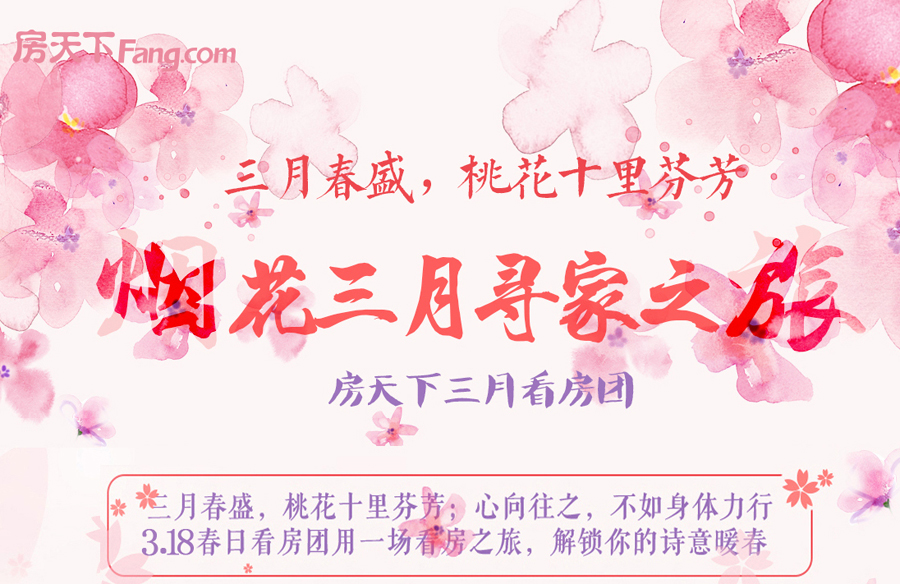 房天下Fang.com
三月春盛，桃花十里芬芳
烟花三月寻家之旅
房天下三月看房团
三月春盛，桃花十里芬芳；心向往之，不如身体力行
3.18春日看房团用一场看房之旅，解锁你的诗意暖春